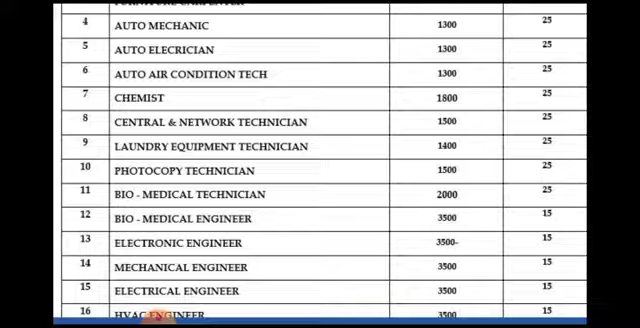 FURNITURE CARPENTER
4 AUTO MECHANIC 1300 25
5 AUTO ELECRICIAN 1300 25
6 AUTO AIR CONDITION TECH 1300 25
7 CHEMIST 1800 25
8 CENTRAL & NETWORK TECHNICIAN 1500 25
9 LAUNDRY EQUIPMENT TECHNICIAN 1400 25
10 PHOTOCOPY TECHNICIAN 1500 25
11 BIO - MEDICAL TECHNICIAN 2000 25
12 BIO - MEDICAL ENGINEER 3500 15
13 ELECTRONIC ENGINEER 3500- 15
14 MECHANICAL ENGINEER 3500 15
15 ELECTRICAL ENGINEER 3500 15
16 HVAC ENGINEER 3500 15